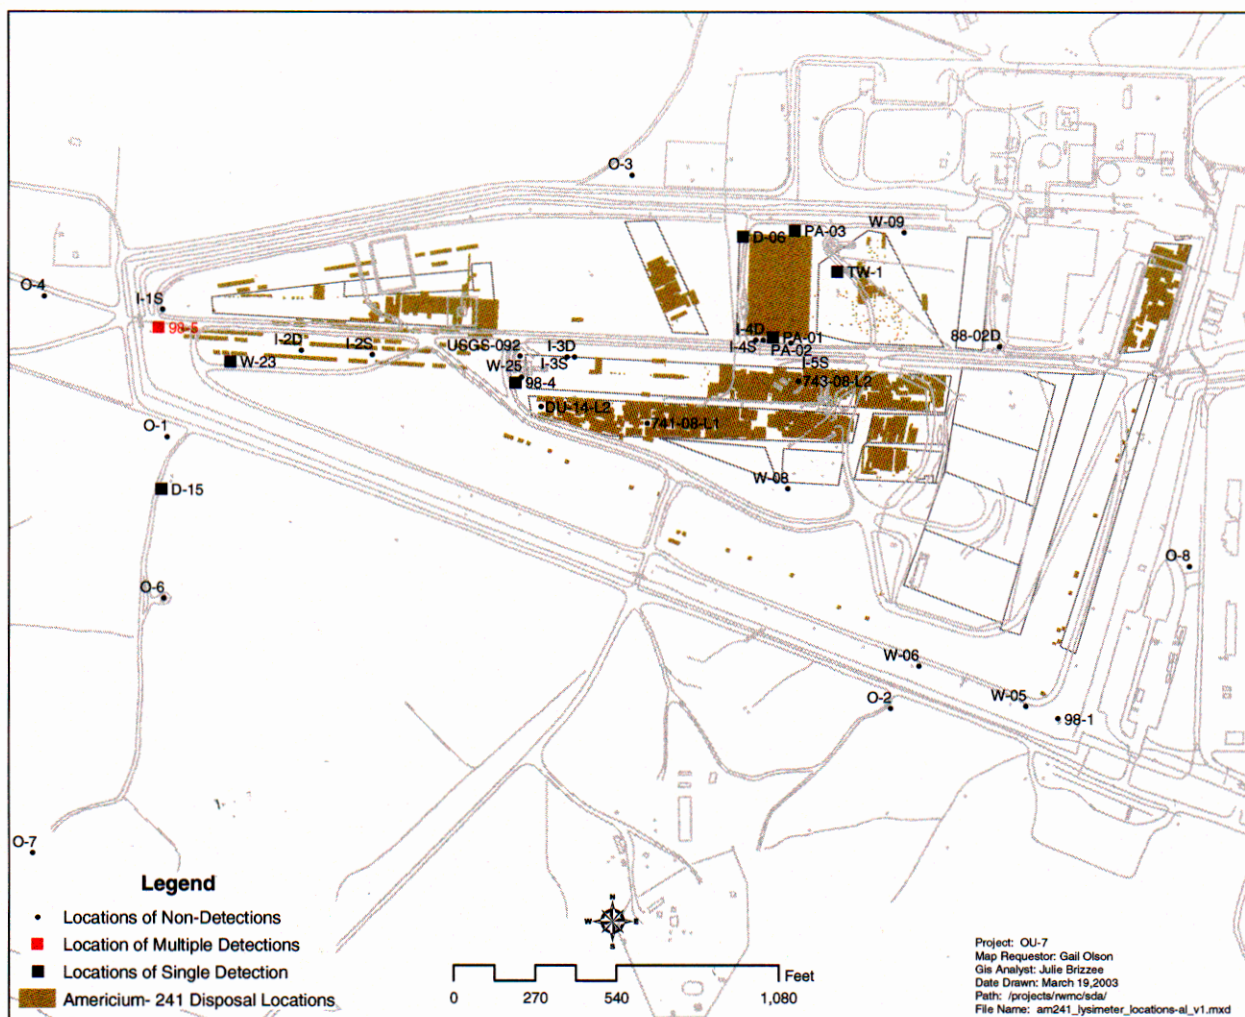 O-3
PA-03
W-09
D-06
TW-1
O-4
I-1S
98-5
I-4D
PA-01
88-02D
I-2D
I-2S
USGS-092
I-3D
I-4S
PA-02
W-23
W-25
I-3S
I-5S
98-4
743-08-L2
DU-14-L2
741-08-L1
O-1
D-15
W-08
O-8
O-6
W-06
O-2
W-05
98-1
O-7
Legend
Locations of Non-Detections
Location of Multiple Detections
Locations of Single Detection
Americium- 241 Disposal Locations
N
W E
S
Feet
0 270 540 1,080
Project: OU-7
Map Requestor: Gail Olson
Gis Analyst: Julie Brizzee
Date Drawn: March 19,2003
Path: /projects/rwmc/sda/
File Name: am241_lysimeter_locations-al_v1.mxd